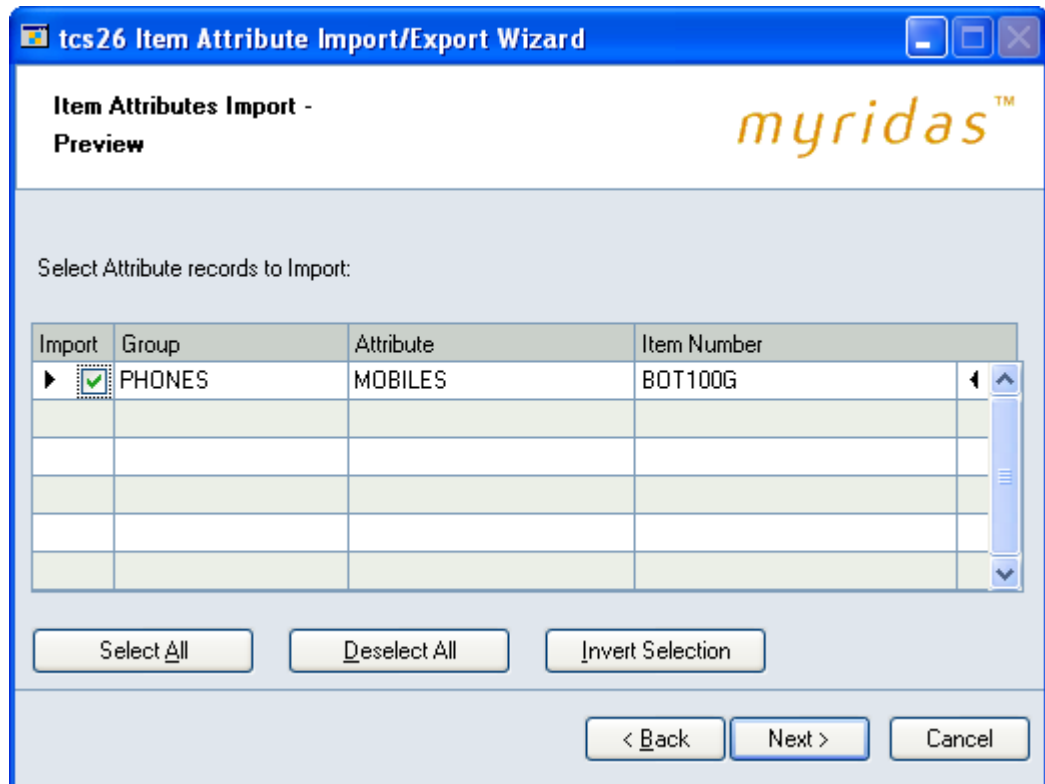 tcs26 Item Attribute Import/Export Wizard
Item Attributes Import -
Preview
myridas™
Select Attribute records to Import:
Import Group Attribute Item Number
PHONES MOBILES BOT100G
Select All Deselect All Invert Selection
< Back Next > Cancel